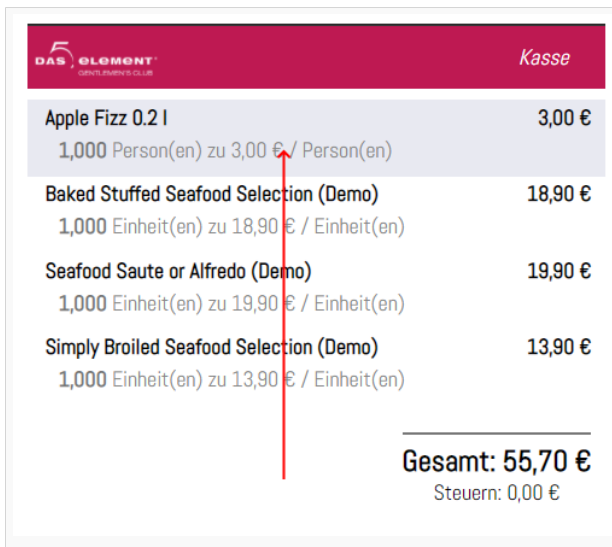 DAS 5 element
GENTLEMEN'S CLUB
Kasse
Apple Fizz 0.2 l 3,00 €
1,000 Person(en) zu 3,00 € / Person(en)
Baked Stuffed Seafood Selection (Demo) 18,90 €
1,000 Einheit(en) zu 18,90 € / Einheit(en)
Seafood Saute or Alfredo (Demo) 19,90 €
1,000 Einheit(en) zu 19,90 € / Einheit(en)
Simply Broiled Seafood Selection (Demo) 13,90 €
1,000 Einheit(en) zu 13,90 € / Einheit(en)
Gesamt: 55,70 €
Steuern: 0,00 €